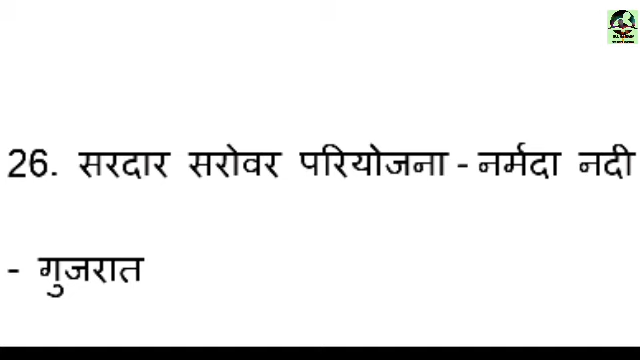 26. सरदार सरोवर परियोजना - नर्मदा नदी
- गुजरात